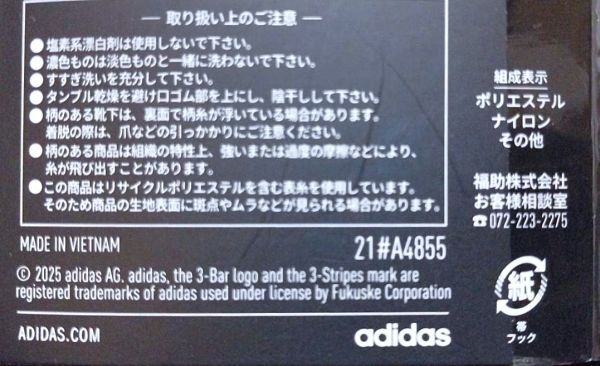 取り扱い上のご注意
●塩素系漂白剤は使用しないで下さい。
●濃色ものは淡色ものと一緒に洗わないで下さい。
●すすぎ洗いを充分して下さい。
●タンブル乾燥を避け口ゴム部を上にし、陰干しして下さい。
●柄のある靴下は、裏面で柄糸が浮いている場合があります。
着脱の際は、爪などの引っかかりにご注意ください。
●柄のある商品は組織の特性上、強いまたは過度の摩擦などにより、
糸が飛び出すことがあります。
●この商品はリサイクルポリエステルを含む表糸を使用しています。
そのため商品の生地表面に斑点やムラなどが見られる場合があります。
MADE IN VIETNAM 21#A4855
© 2025 adidas AG. adidas, the 3-Bar logo and the 3-Stripes mark are
registered trademarks of adidas used under license by Fukuske Corporation
ADIDAS.COM adidas
組成表示
ポリエステル
ナイロン
その他
福助株式会社
お客様相談室
☎072-223-2275
紙
帯
フック